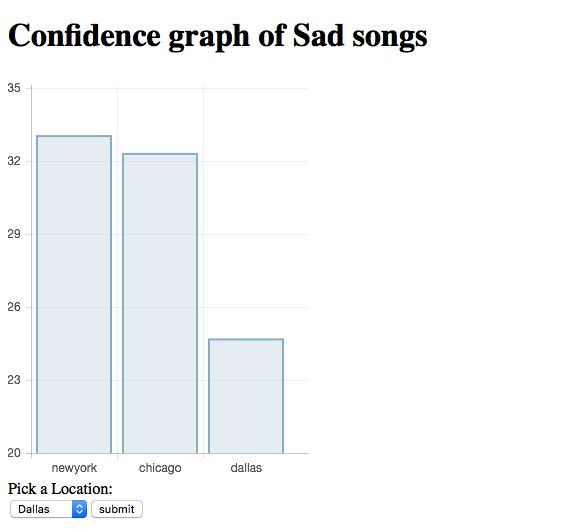 Confidence graph of Sad songs
35
32
29
26
23
20
newyork chicago dallas
Pick a Location:
Dallas submit